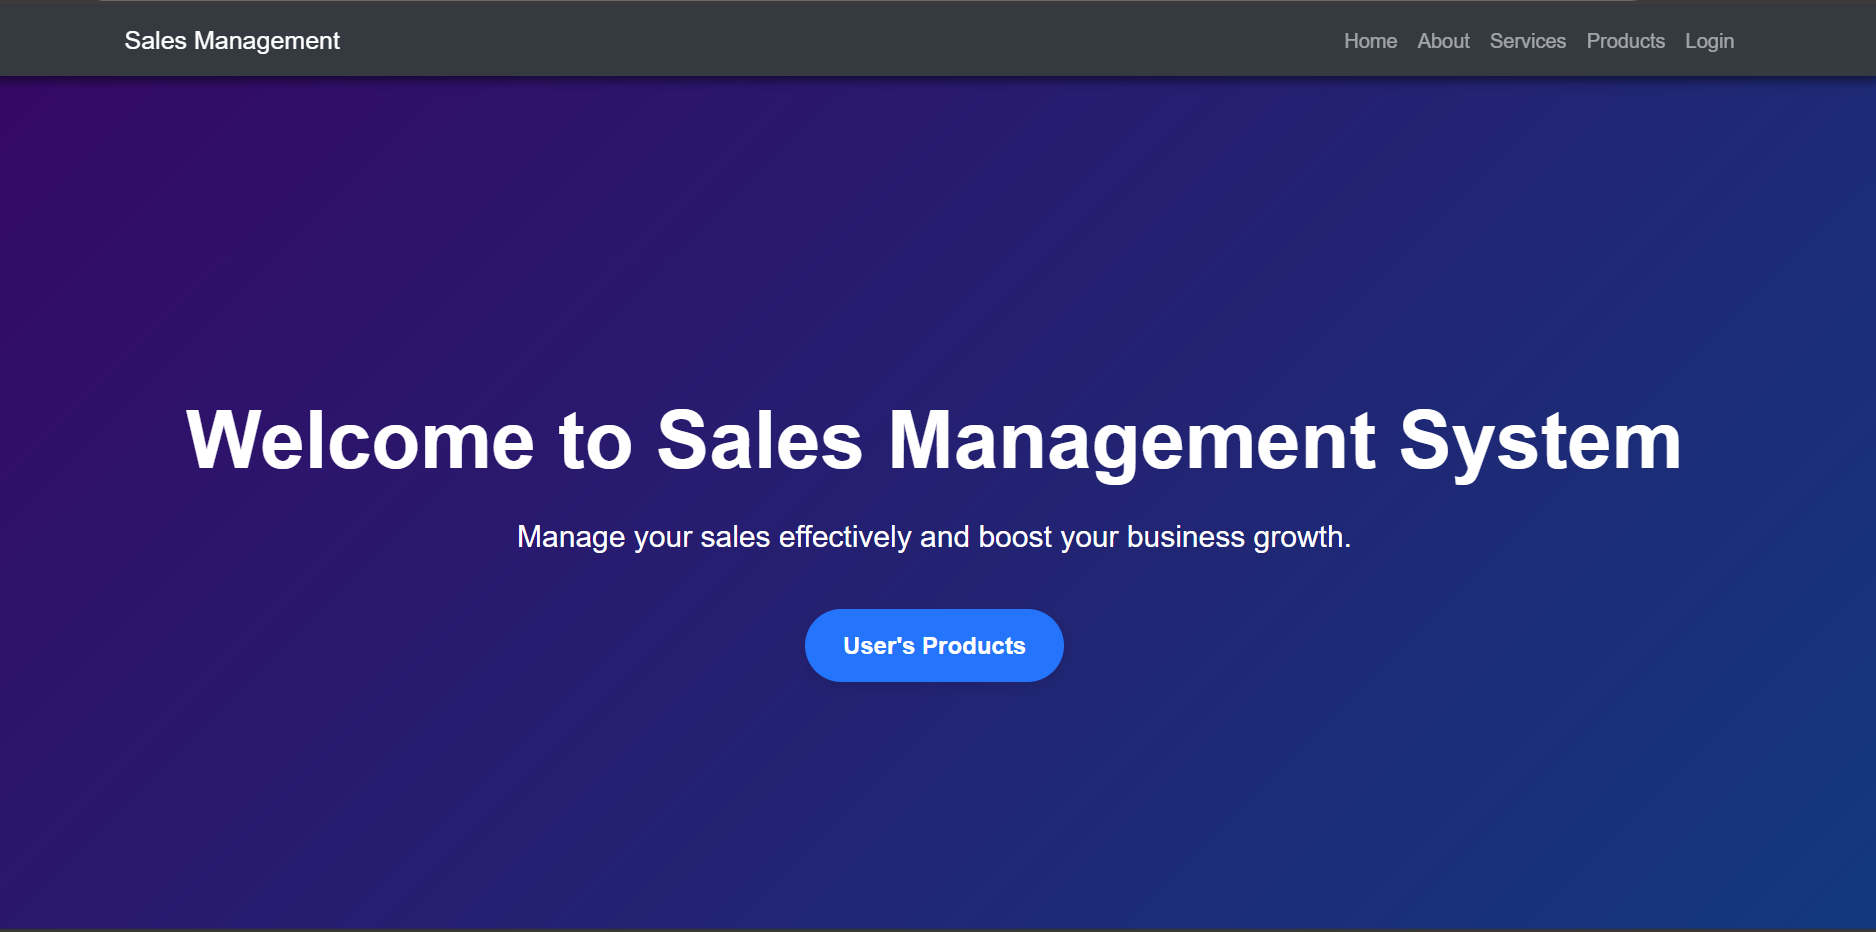 Sales Management
Home About Services Products Login
Welcome to Sales Management System
Manage your sales effectively and boost your business growth.
User's Products